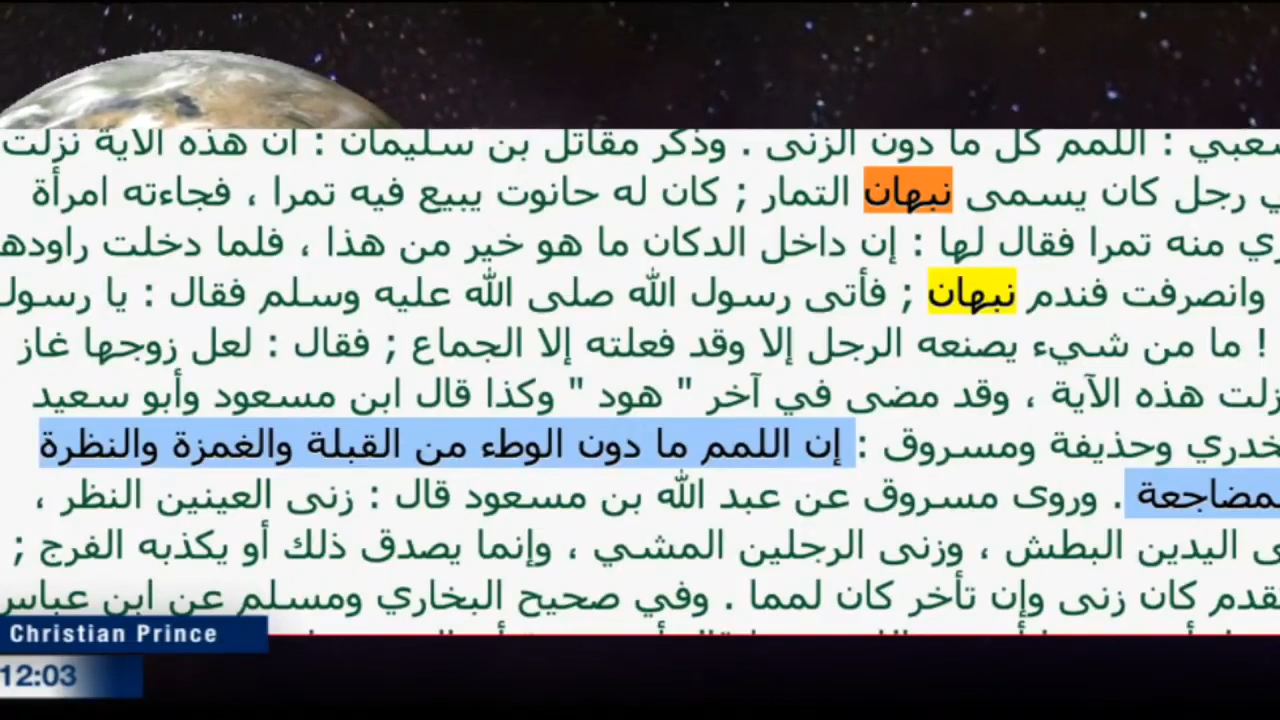 سعبي : اللمم كل ما دون الزنى . وذكر مقاتل بن سليمان : أن هذه الآية نزلت
ي رجل كان يسمى نبهان التمار ; كان له حانوت يبيع فيه تمرا ، فجاءته امرأة
ري منه تمرا فقال لها : إن داخل الدكان ما هو خير من هذا ، فلما دخلت راودها
وانصرفت فندم نبهان ; فأتى رسول الله صلى الله عليه وسلم فقال : يا رسول
! ما من شيء يصنعه الرجل إلا وقد فعلته إلا الجماع ; فقال : لعل زوجها غاز
زلت هذه الآية ، وقد مضى في آخر " هود " وكذا قال ابن مسعود وأبو سعيد
خدري وحذيفة ومسروق : إن اللمم ما دون الوطء من القبلة والغمزة والنظرة
لمضاجعة . وروى مسروق عن عبد الله بن مسعود قال : زنى العينين النظر ،
ى اليدين البطش ، وزنى الرجلين المشي ، وإنما يصدق ذلك أو يكذبه الفرج ;
قدم كان زنى وإن تأخر كان لمما . وفي صحيح البخاري ومسلم عن ابن عباس
Christian Prince
12:03